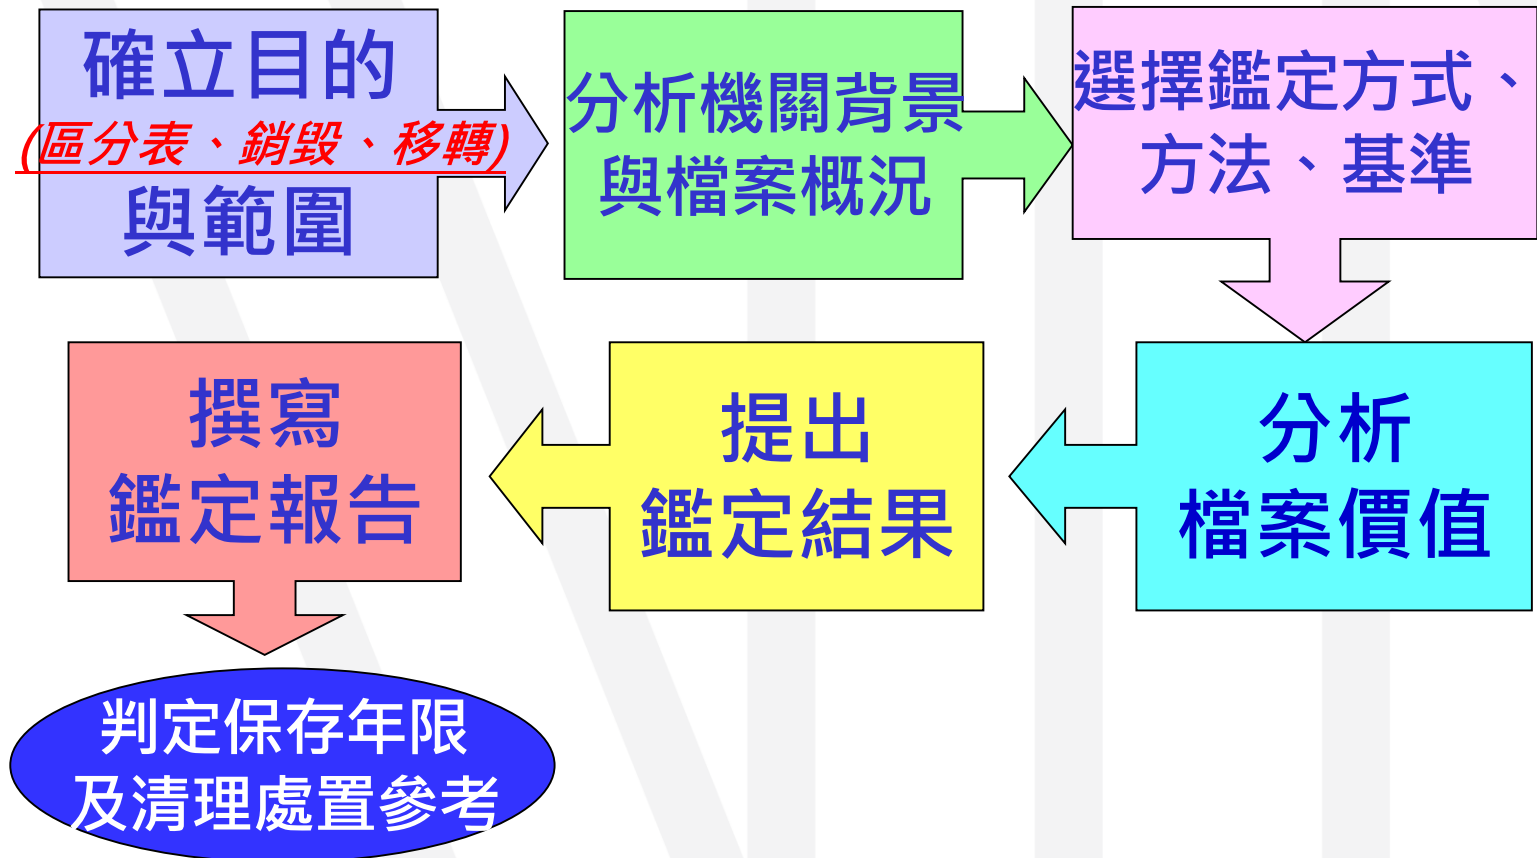 確立目的
(區分表、銷毀、移轉)
與範圍
分析機關背景
與檔案概況
選擇鑑定方式、
方法、基準
分析
檔案價值
提出
鑑定結果
撰寫
鑑定報告
判定保存年限
及清理處置參考